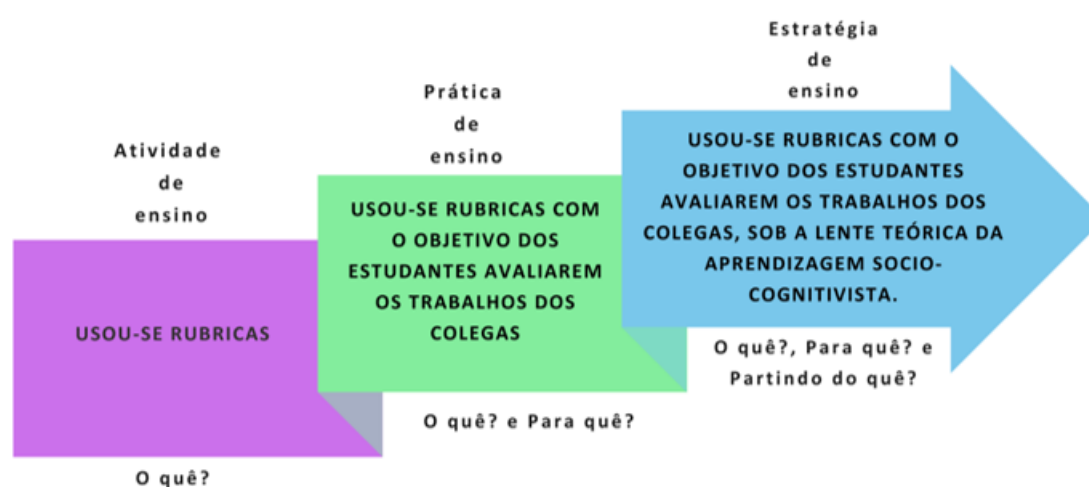 Atividade
de
ensino
USOU-SE RUBRICAS
O quê?
Prática
de
ensino
USOU-SE RUBRICAS COM
O OBJETIVO DOS
ESTUDANTES AVALIAREM
OS TRABALHOS DOS
COLEGAS
O quê? e Para quê?
Estratégia
de
ensino
USOU-SE RUBRICAS COM O
OBJETIVO DOS ESTUDANTES
AVALIAREM OS TRABALHOS DOS
COLEGAS, SOB A LENTE TEÓRICA DA
APRENDIZAGEM SOCIO-
COGNITIVISTA.
O quê?, Para quê? e
Partindo do quê?